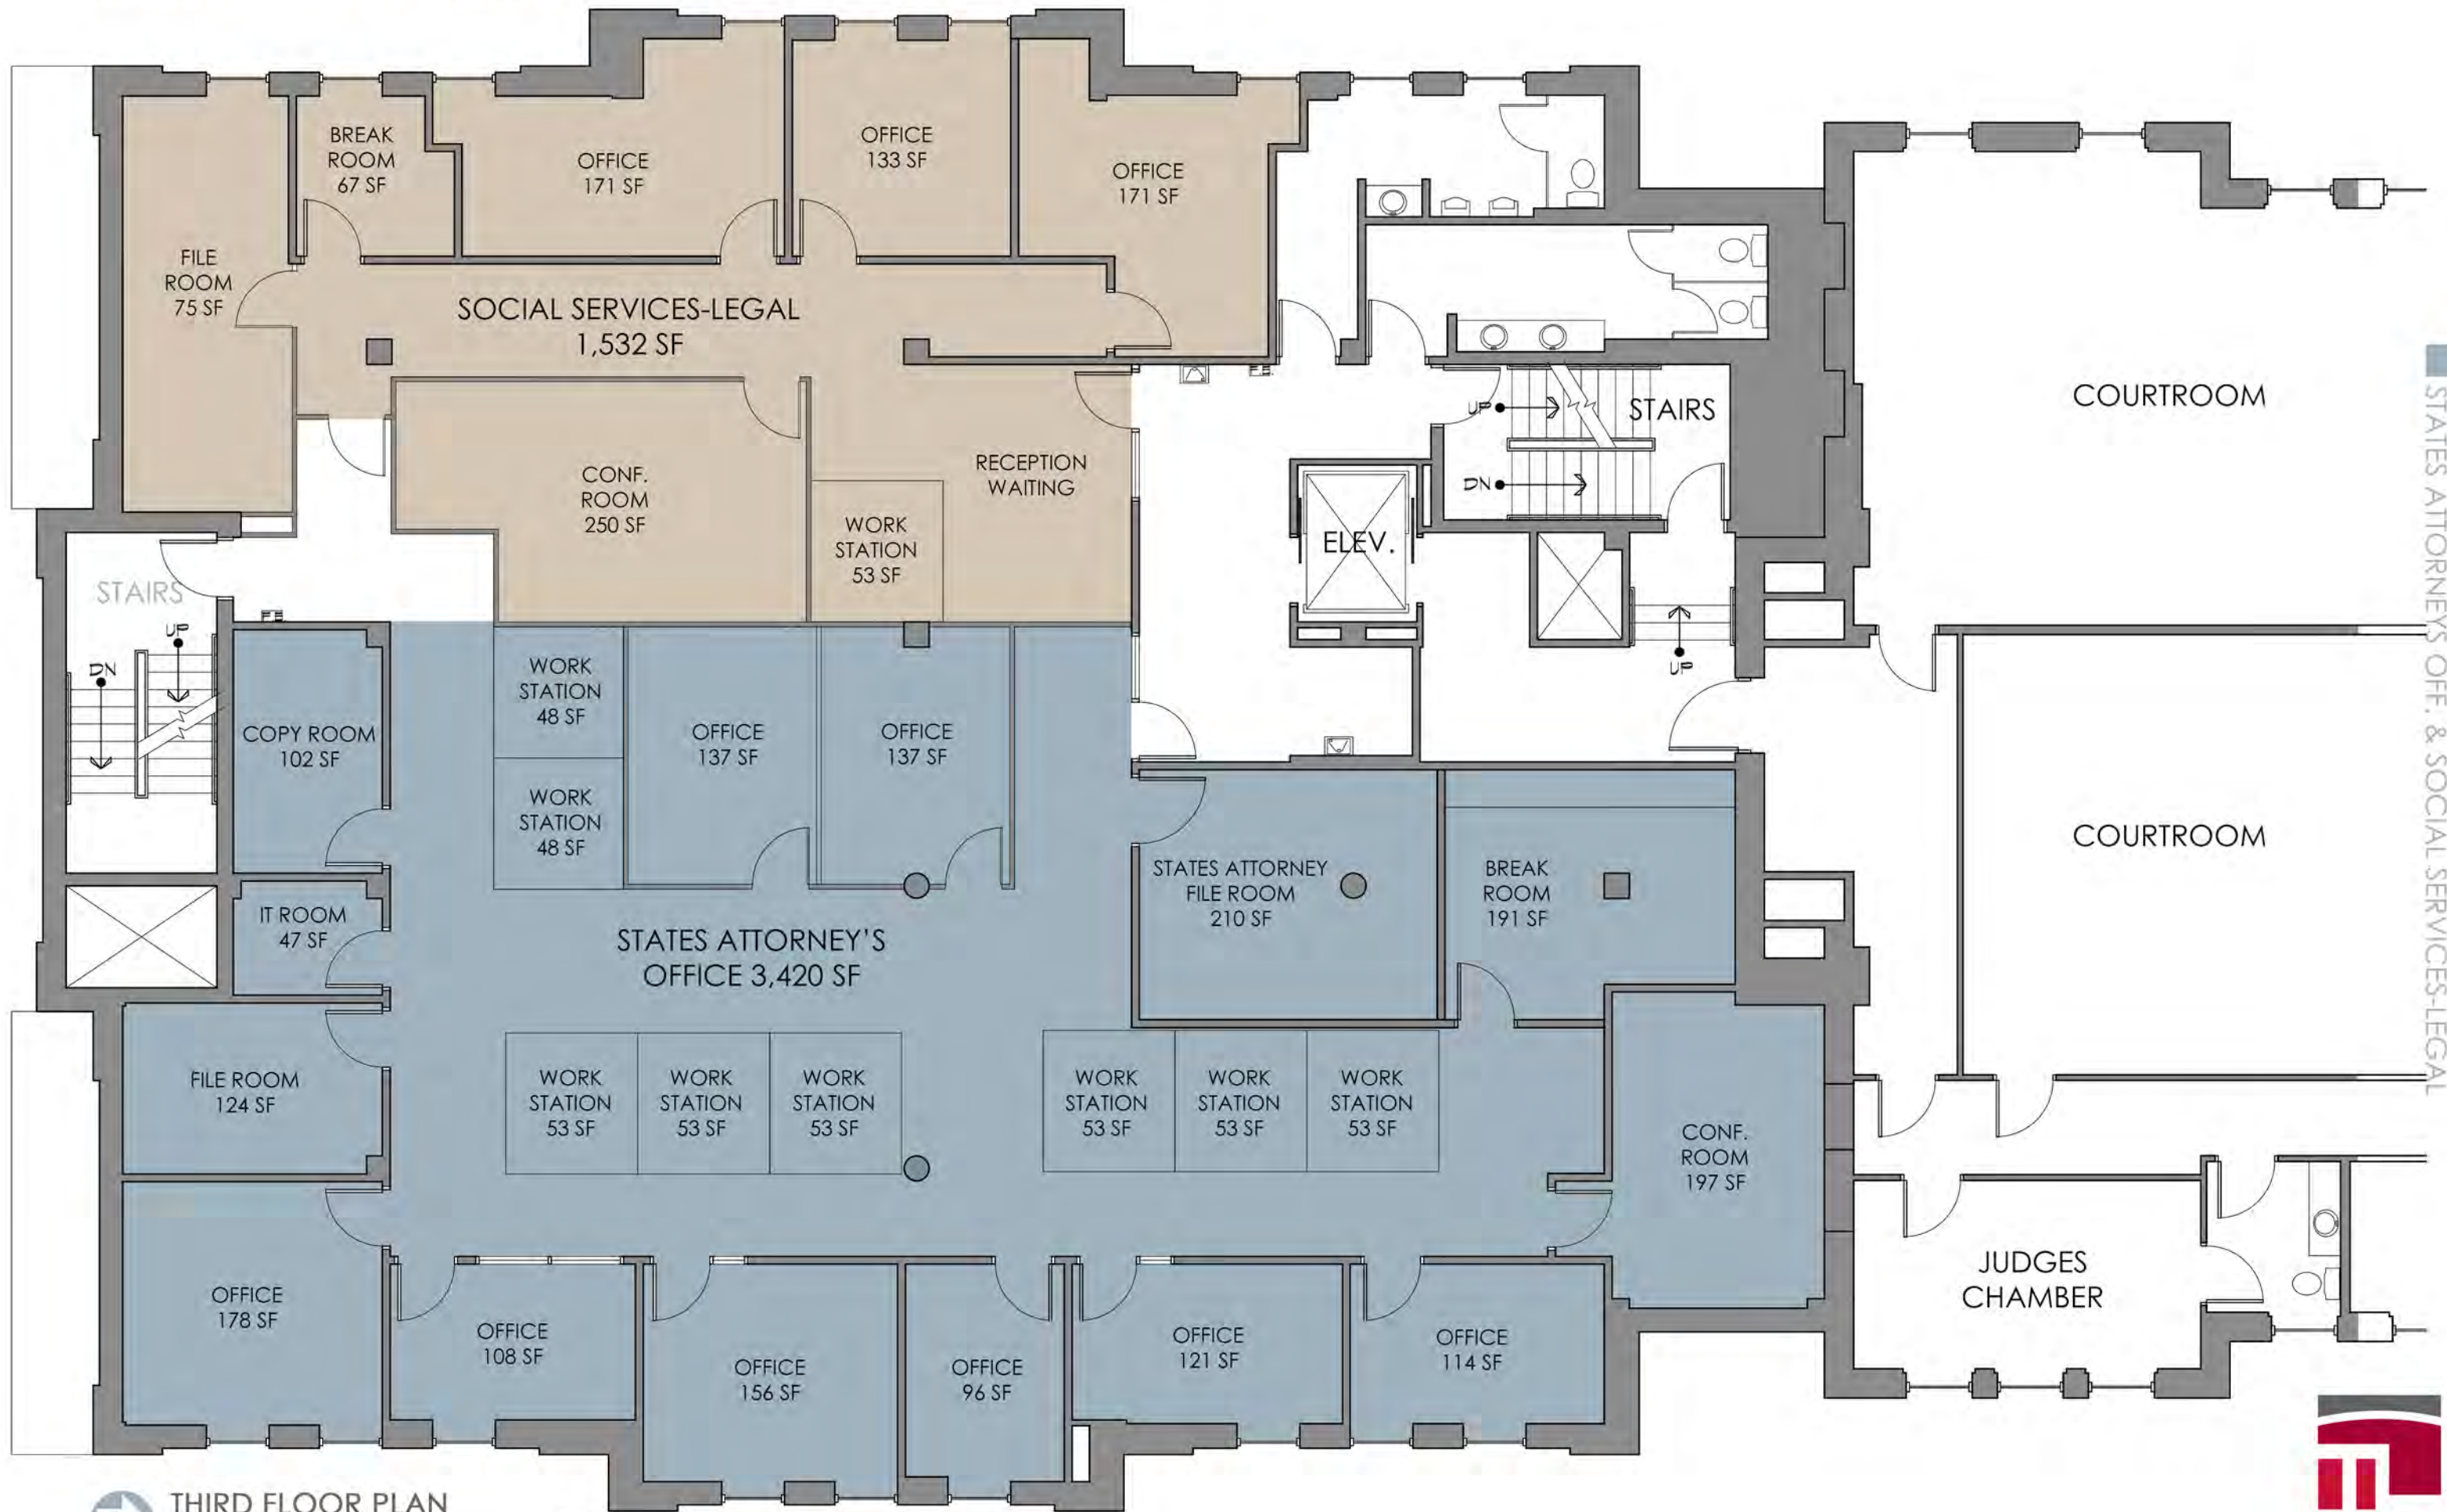 BREAK
ROOM
67 SF
OFFICE
171 SF
OFFICE
133 SF
OFFICE
171 SF
FILE
ROOM
75 SF
SOCIAL SERVICES-LEGAL
1,532 SF
CONF.
ROOM
250 SF
RECEPTION
WAITING
WORK
STATION
53 SF
UP
STAIRS
DN
ELEV.
UP
COURTROOM
STAIRS
FE
FE
UP
DN
COPY ROOM
102 SF
WORK
STATION
48 SF
WORK
STATION
48 SF
OFFICE
137 SF
OFFICE
137 SF
IT ROOM
47 SF
STATES ATTORNEY'S
OFFICE 3,420 SF
STATES ATTORNEY
FILE ROOM
210 SF
BREAK
ROOM
191 SF
COURTROOM
FILE ROOM
124 SF
WORK
STATION
53 SF
WORK
STATION
53 SF
WORK
STATION
53 SF
WORK
STATION
53 SF
WORK
STATION
53 SF
WORK
STATION
53 SF
CONF.
ROOM
197 SF
OFFICE
178 SF
OFFICE
108 SF
OFFICE
156 SF
OFFICE
96 SF
OFFICE
121 SF
OFFICE
114 SF
JUDGES
CHAMBER
STATES ATTORNEYS OFF. & SOCIAL SERVICES-LEGAL
THIRD FLOOR PLAN